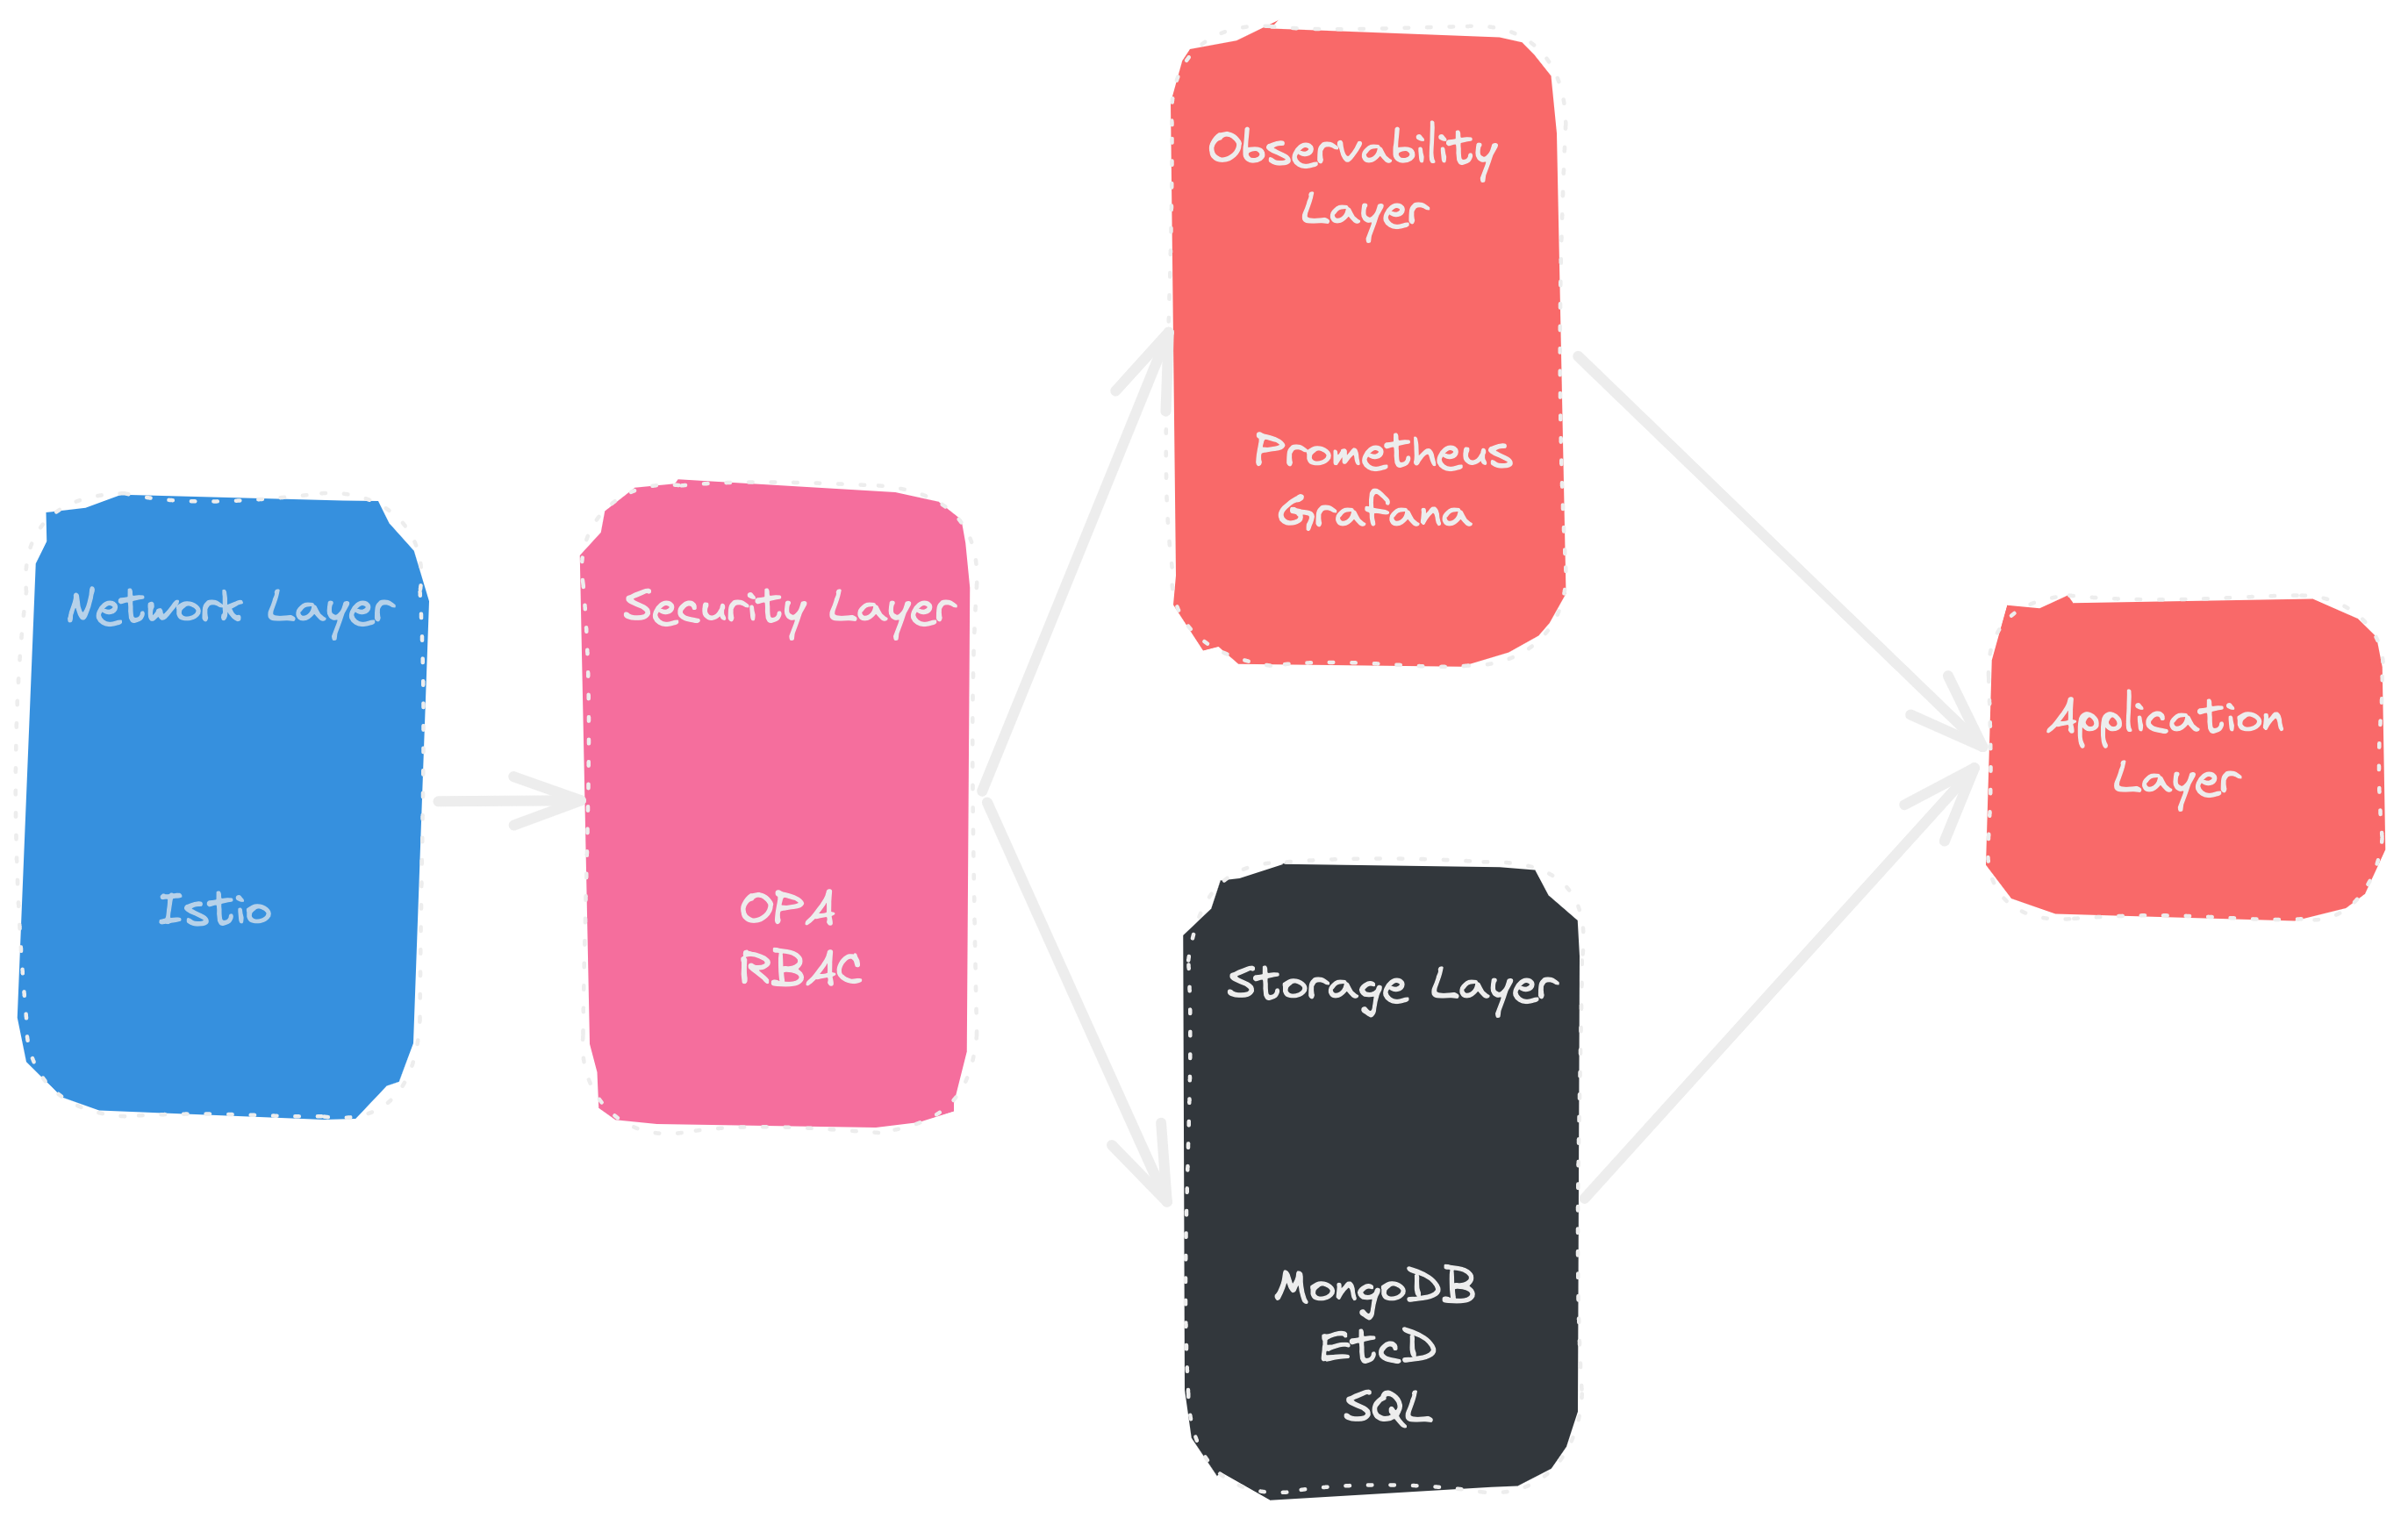 Network Layer
Istio
Security Layer
OPA
RBAC
Observability
Layer
Prometheus
Grafana
Storage Layer
MongoDB
EtcD
SQL
Application
Layer